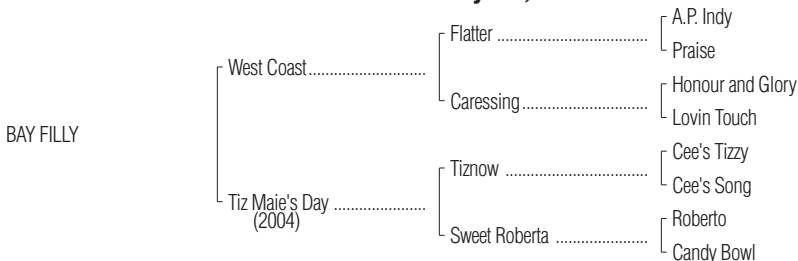 A.P. Indy
Flatter ..............................................
Praise
West Coast...........................
Honour and Glory
Caressing......................................
Lovin Touch
BAY FILLY
Cee's Tizzy
Tiznow ...........................................
Cee's Song
Tiz Maie's Day .....................
(2004)
Roberto
Sweet Roberta ............................
Candy Bowl